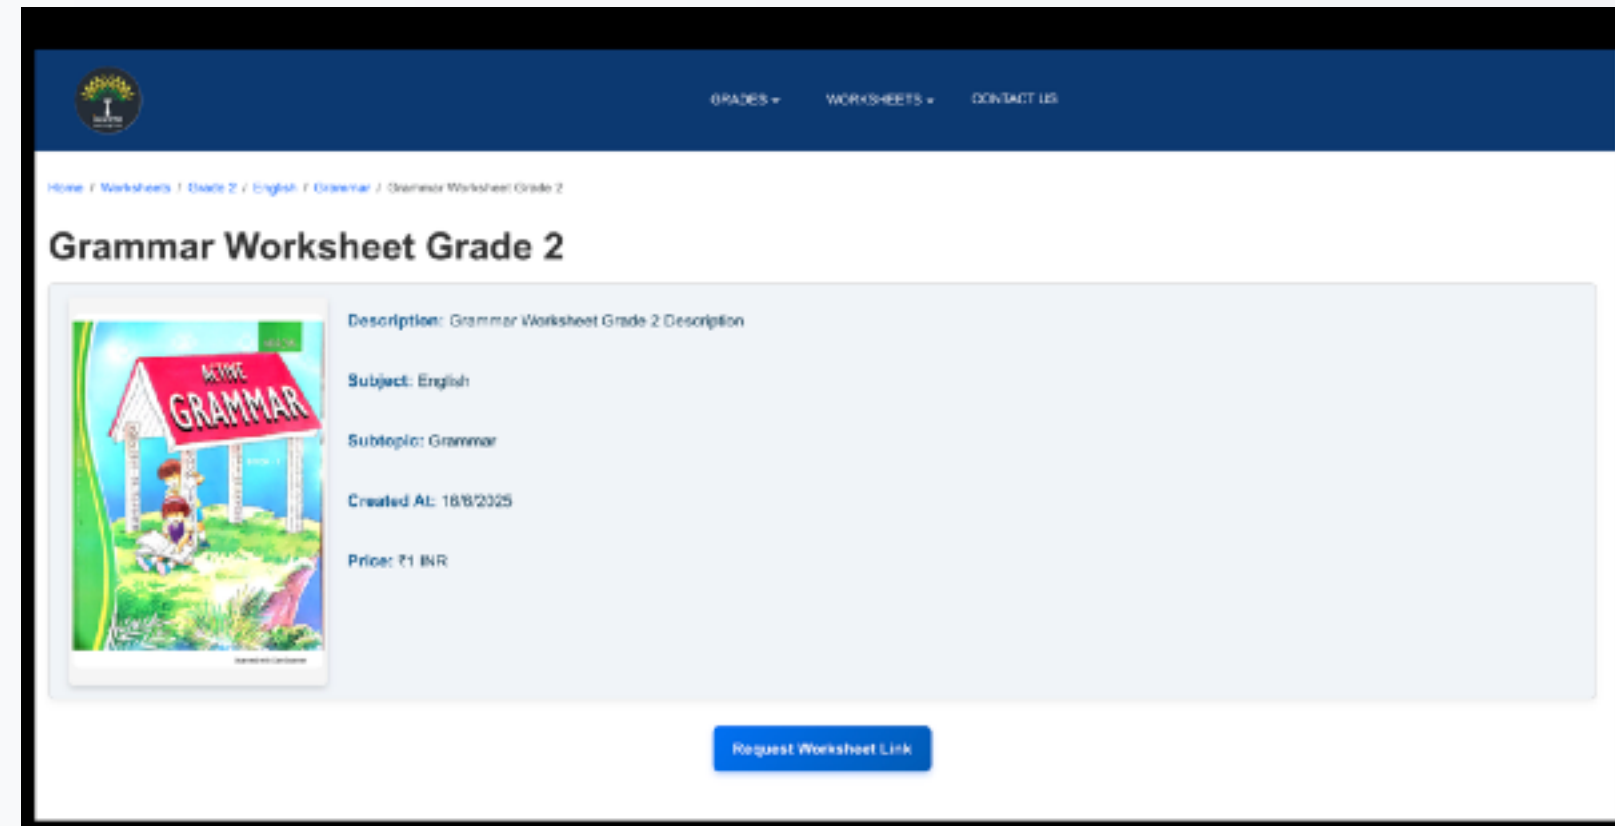 GRADES WORKSHEETS CONTACT US
Home / Worksheets / Grade 2 / English / Grammar / Grammar Worksheet Grade 2
Grammar Worksheet Grade 2
ACTIVE
GRAMMAR
Description: Grammar Worksheet Grade 2 Description
Subject: English
Subtopic: Grammar
Created At: 16/6/2025
Price: ₹1 INR
Request Worksheet Link